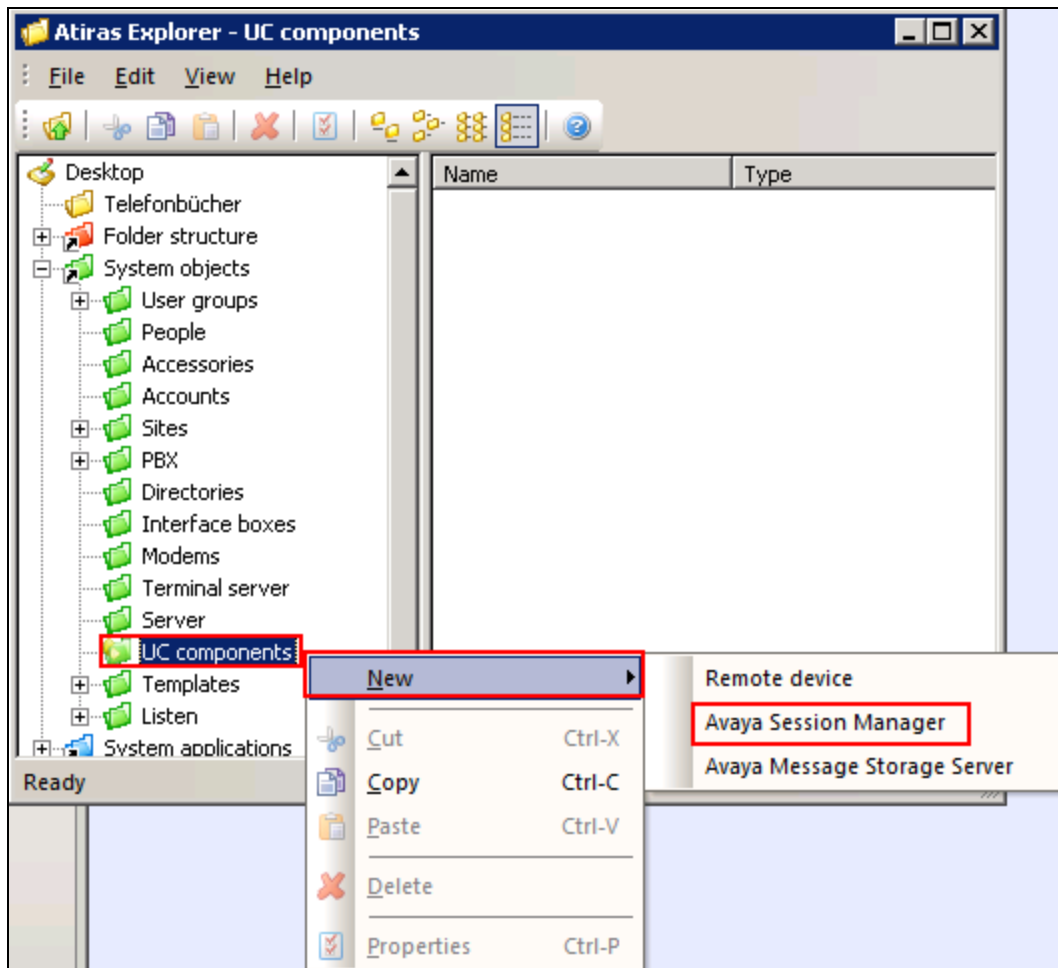 Atiras Explorer - UC components
File Edit View Help
Name Type
Desktop
Telefonbücher
Folder structure
System objects
User groups
People
Accessories
Accounts
Sites
PBX
Directories
Interface boxes
Modems
Terminal server
Server
UC components
Templates
Listen
System applications
Ready
New
Cut Ctrl-X
Copy Ctrl-C
Paste Ctrl-V
Delete
Properties Ctrl-P
Remote device
Avaya Session Manager
Avaya Message Storage Server